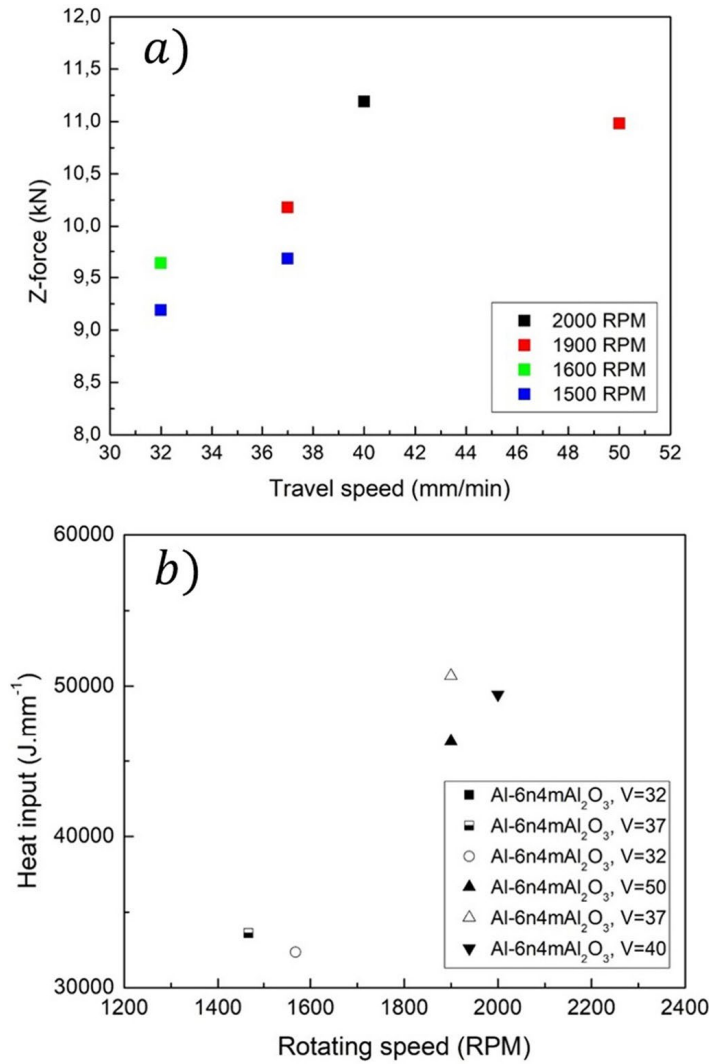 a)
12,0
11,5
11,0
10,5
10,0
9,5
9,0
8,5
8,0
Z-force (kN)
2000 RPM
1900 RPM
1600 RPM
1500 RPM
30 32 34 36 38 40 42 44 46 48 50 52
Travel speed (mm/min)
b)
60000
50000
40000
30000
Heat input (J.mm⁻¹)
Al-6n4mAl₂O₃, V=32
Al-6n4mAl₂O₃, V=37
Al-6n4mAl₂O₃, V=32
Al-6n4mAl₂O₃, V=50
Al-6n4mAl₂O₃, V=37
Al-6n4mAl₂O₃, V=40
1200 1400 1600 1800 2000 2200 2400
Rotating speed (RPM)